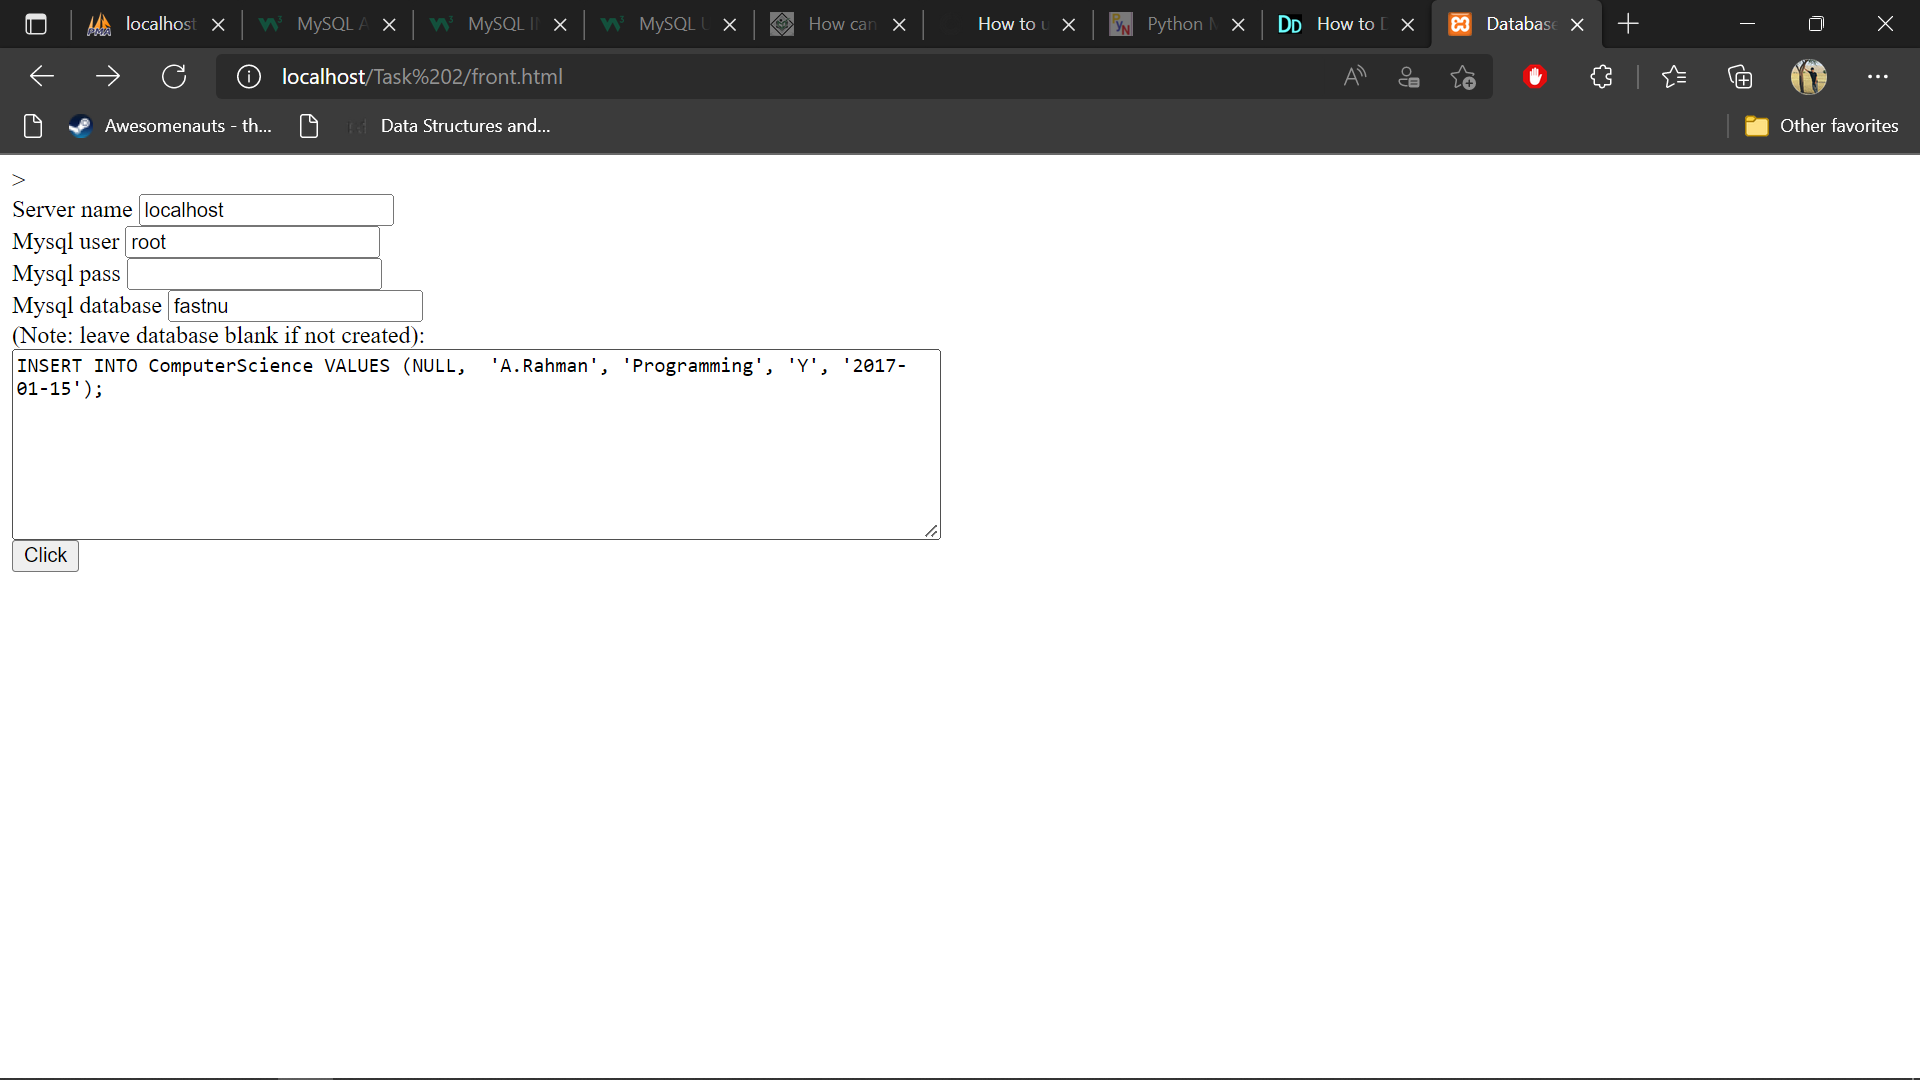 localhost
MySQL A
MySQL I
MySQL U
How can
How to u
Python M
How to D
Database
localhost/Task%202/front.html
Awesomenauts - th...
Data Structures and...
Other favorites
>
Server name localhost
Mysql user root
Mysql pass
Mysql database fastnu
(Note: leave database blank if not created):
INSERT INTO ComputerScience VALUES (NULL,  'A.Rahman', 'Programming', 'Y', '2017-
01-15');
Click